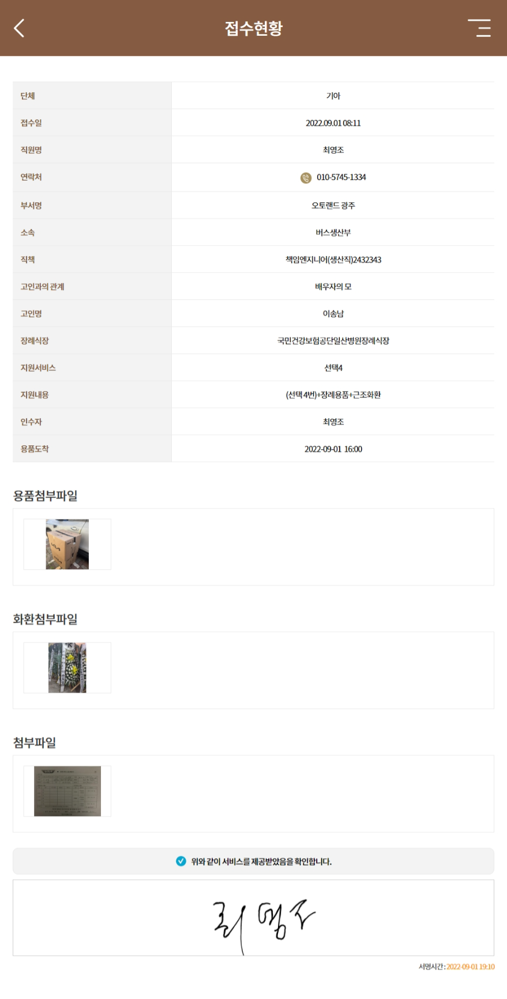 접수현황
단체 기아
접수일 2022.09.01 08:11
직원명 최영조
연락처 010-5745-1334
부서명 오토랜드 광주
소속 버스생산부
직책 책임엔지니어(생산직)2432343
고인과의 관계 배우자의 모
고인명 이송남
장례식장 국민건강보험공단일산병원장례식장
지원서비스 선택4
지원내용 (선택 4번)+장례용품+근조화환
인수자 최영조
용품도착 2022-09-01 16:00
용품첨부파일
화환첨부파일
첨부파일
위와 같이 서비스를 제공받았음을 확인합니다.
최영조
서명시간 : 2022-09-01 19:10